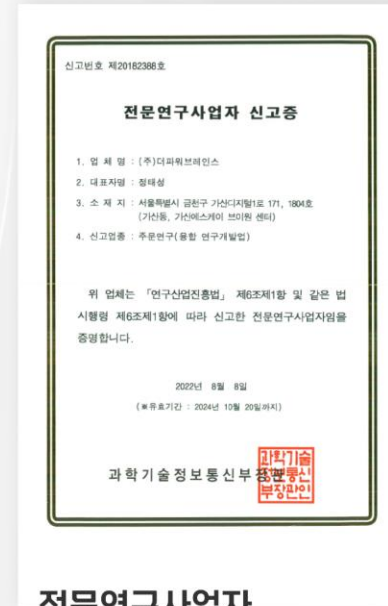 신고번호 제20182388호
전문연구사업자 신고증
1. 업 체 명 : (주)더파워브레인스
2. 대표자명 : 정태성
3. 소 재 지 : 서울특별시 금천구 가산디지털1로 171, 1804호
(가산동, 가산에스케이 브이원 센터)
4. 신고업종 : 주문연구(융합 연구개발업)
위 업체는 「연구산업진흥법」 제6조제1항 및 같은 법
시행령 제6조제1항에 따라 신고한 전문연구사업자임을
증명합니다.
2022년 8월 8일
(※유효기간 : 2024년 10월 20일까지)
과학기술정보통신부장관
과학기술
정보통신
부장관인
전문연구사업자